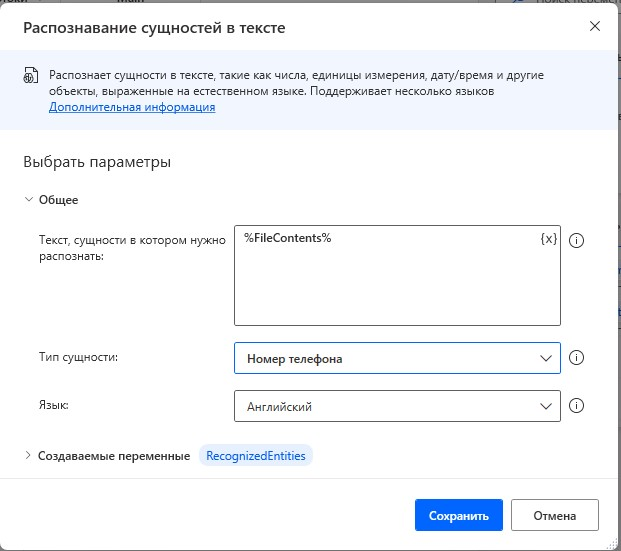 Main
Распознавание сущностей в тексте
Распознает сущности в тексте, такие как числа, единицы измерения, дату/время и другие
объекты, выраженные на естественном языке. Поддерживает несколько языков
Дополнительная информация
Выбрать параметры
Общее
Текст, сущности в котором нужно
распознать:
%FileContents%
{x}
Тип сущности:
Номер телефона
Язык:
Английский
Создаваемые переменные
RecognizedEntities
Сохранить
Отмена